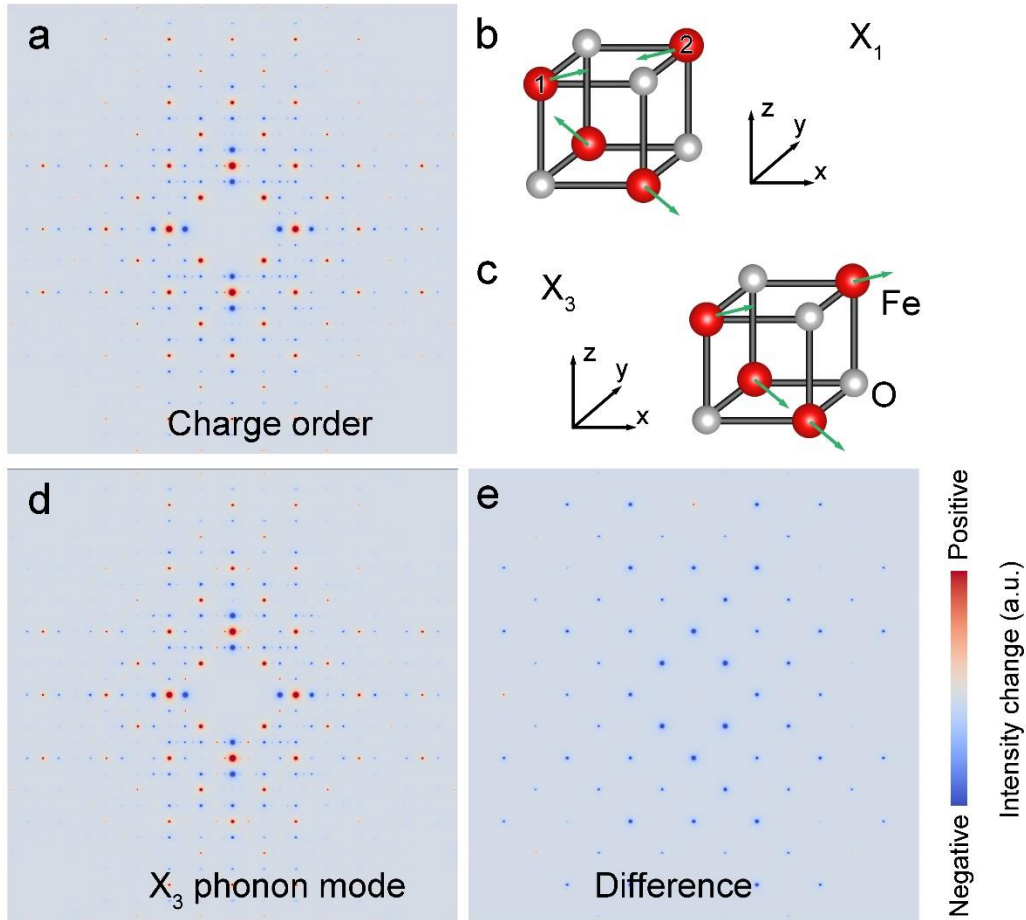 a
Charge order
b
1
2
X₁
z
y
x
c
X₃
z
y
x
Fe
O
d
X₃ phonon mode
e
Difference
Negative
Positive
Intensity change (a.u.)